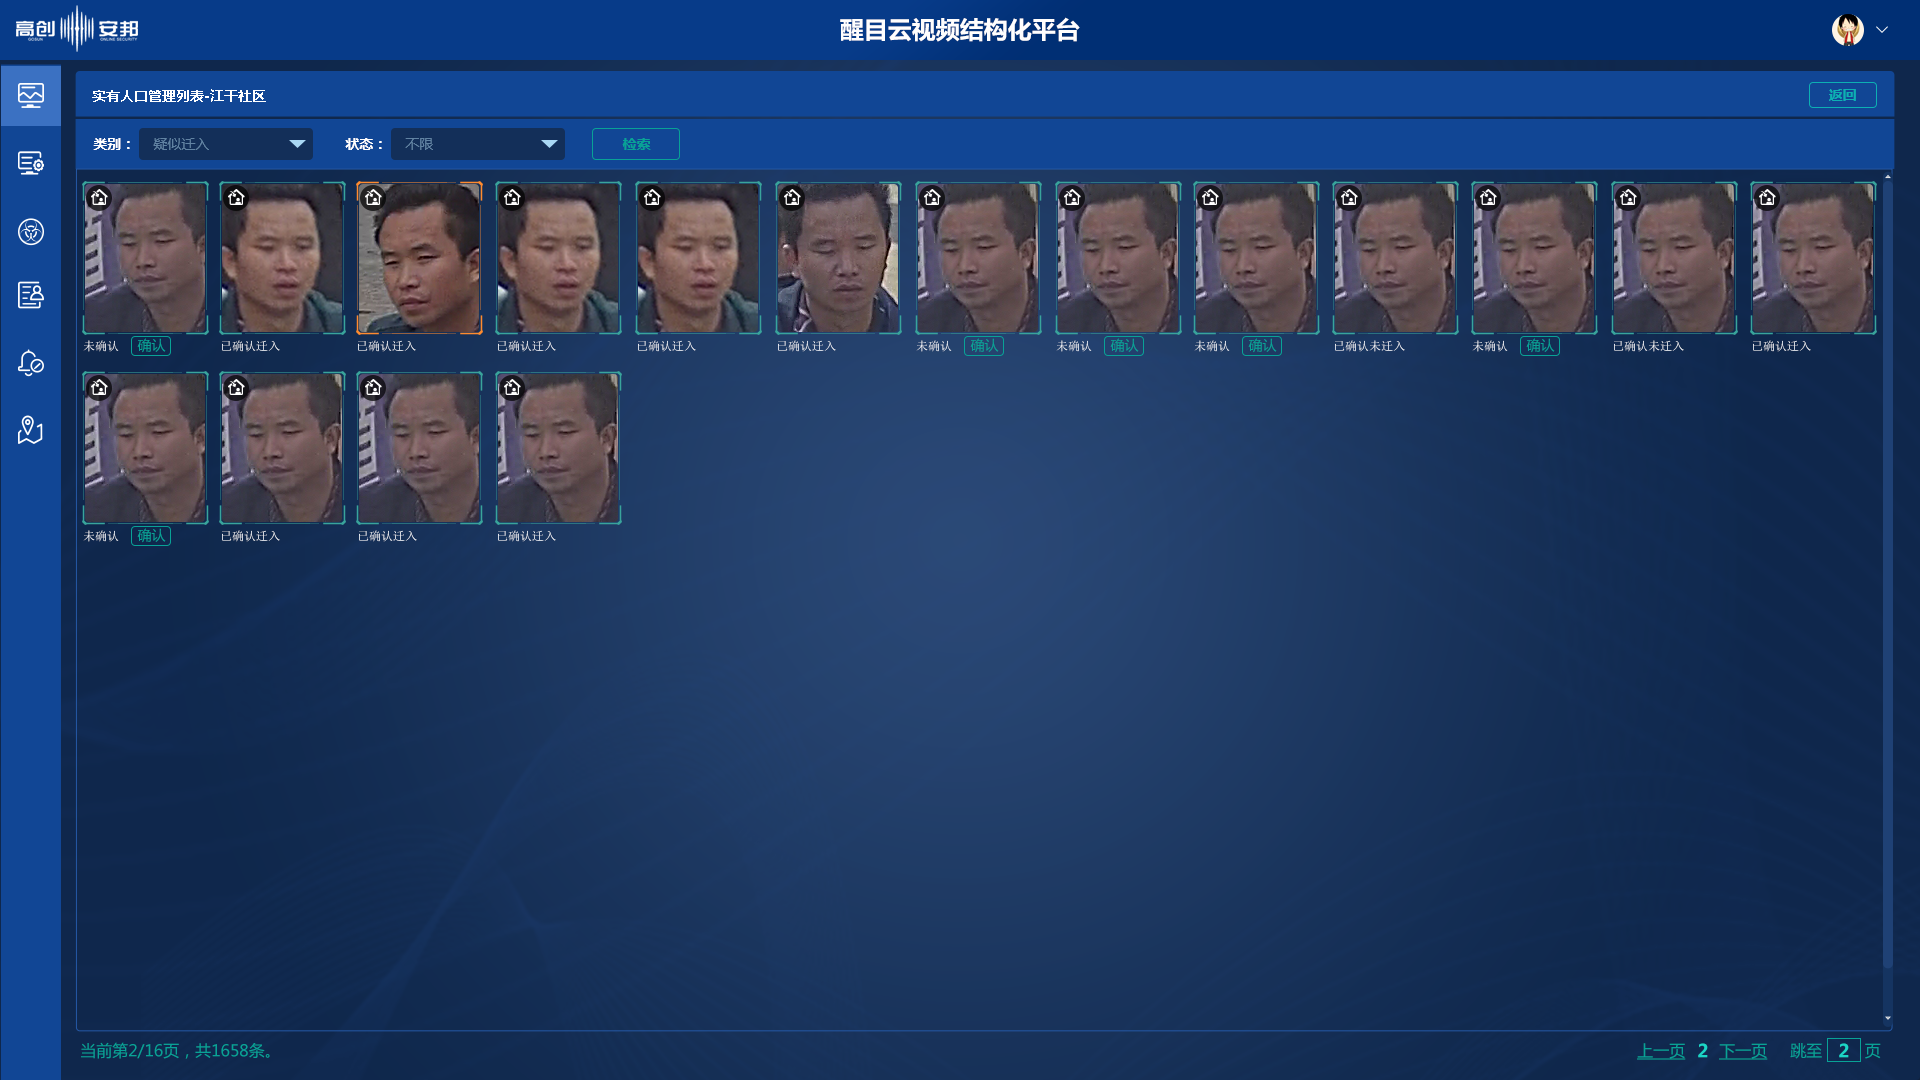 高创 安邦
GOSUN ONLINE SECURITY
醒目云视频结构化平台
实有人口管理列表-江干社区
返回
类别： 疑似迁入 状态： 不限 检索
未确认 确认 已确认迁入 已确认迁入 已确认迁入 已确认迁入 已确认迁入 未确认 确认 未确认 确认 未确认 确认 已确认未迁入 未确认 确认 已确认未迁入 已确认迁入
未确认 确认 已确认迁入 已确认迁入 已确认迁入
当前第2/16页，共1658条。 上一页 2 下一页 跳至 2 页